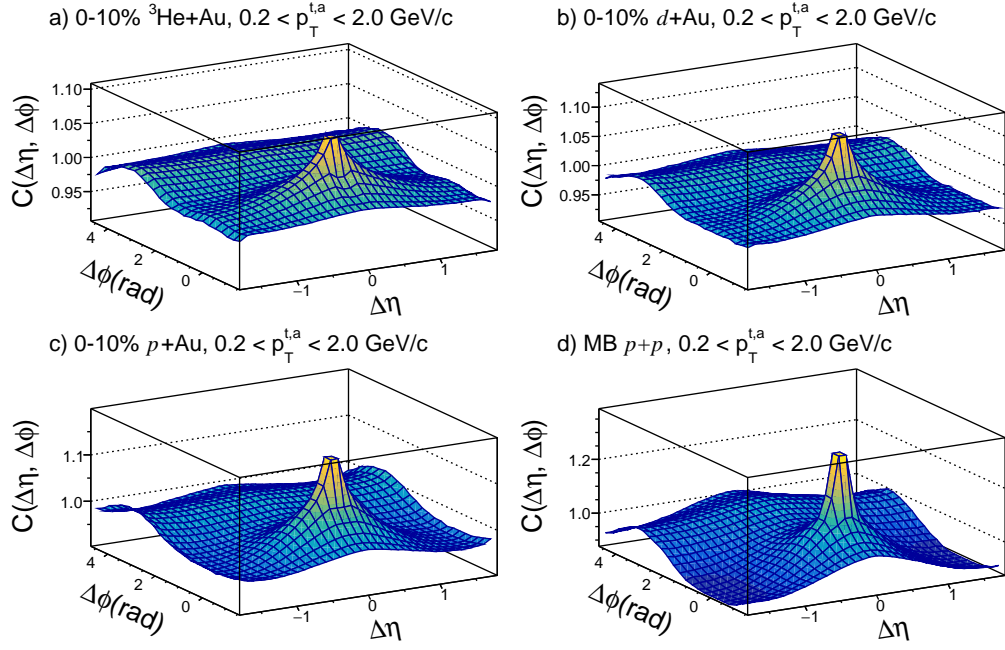 a) 0-10% ³He+Au, 0.2 < p_T^{t,a} < 2.0 GeV/c
C(Δη, Δϕ)
1.10
1.05
1.00
0.95
4
2
0
Δϕ(rad)
−1
0
1
Δη
b) 0-10% d+Au, 0.2 < p_T^{t,a} < 2.0 GeV/c
C(Δη, Δϕ)
1.10
1.05
1.00
0.95
4
2
0
Δϕ(rad)
−1
0
1
Δη
c) 0-10% p+Au, 0.2 < p_T^{t,a} < 2.0 GeV/c
C(Δη, Δϕ)
1.1
1.0
4
2
0
Δϕ(rad)
−1
0
1
Δη
d) MB p+p, 0.2 < p_T^{t,a} < 2.0 GeV/c
C(Δη, Δϕ)
1.2
1.0
4
2
0
Δϕ(rad)
−1
0
1
Δη